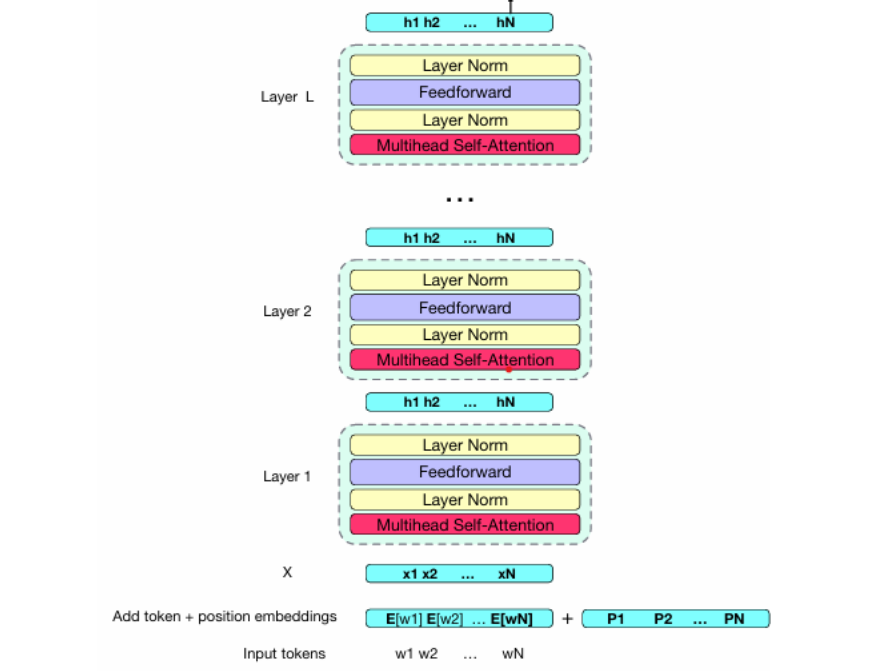 h1 h2 ... hN
Layer Norm
Layer L
Feedforward
Layer Norm
Multihead Self-Attention
...
h1 h2 ... hN
Layer Norm
Layer 2
Feedforward
Layer Norm
Multihead Self-Attention
h1 h2 ... hN
Layer Norm
Layer 1
Feedforward
Layer Norm
Multihead Self-Attention
X x1 x2 ... xN
Add token + position embeddings E[w1] E[w2] ... E[wN] + P1 P2 ... PN
Input tokens w1 w2 ... wN